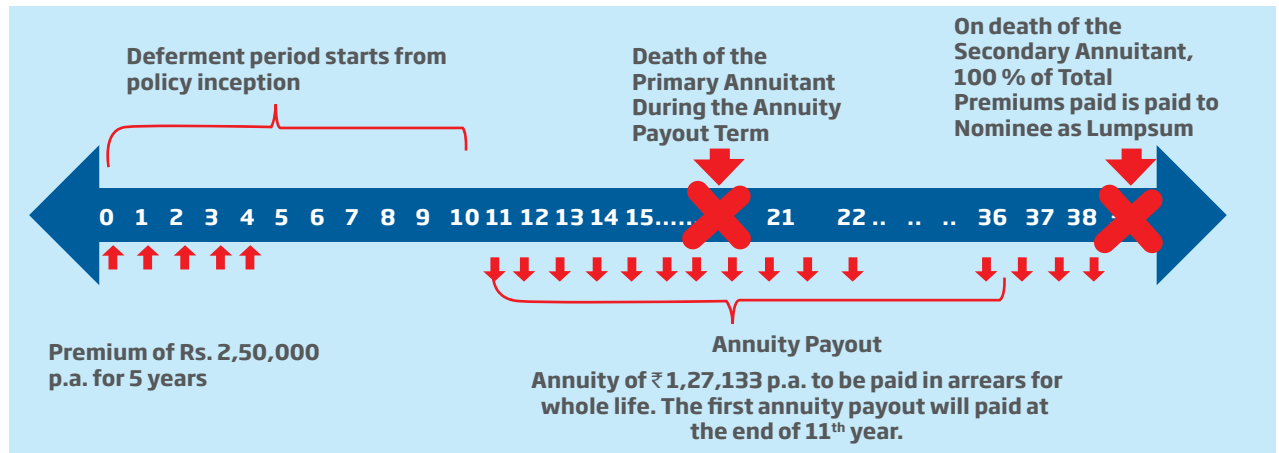 Deferment period starts from
policy inception
Death of the
Primary Annuitant
During the Annuity
Payout Term
On death of the
Secondary Annuitant,
100 % of Total
Premiums paid is paid to
Nominee as Lumpsum
0 1 2 3 4 5 6 7 8 9 10 11 12 13 14 15..... 21 22 .. .. .. 36 37 38
Premium of Rs. 2,50,000
p.a. for 5 years
Annuity Payout
Annuity of ₹ 1,27,133 p.a. to be paid in arrears for
whole life. The first annuity payout will paid at
the end of 11th year.